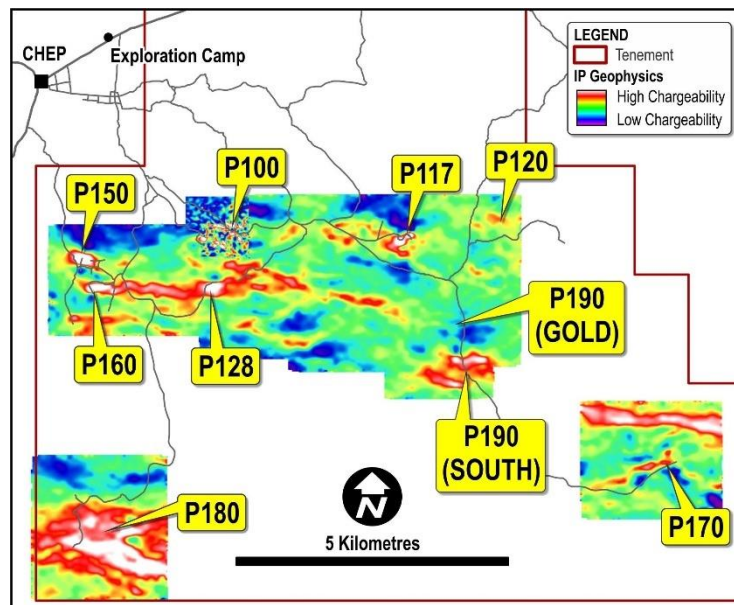 CHEP
Exploration Camp
LEGEND
Tenement
IP Geophysics
High Chargeability
Low Chargeability
P150
P100
P117
P120
P160
P128
P190
(GOLD)
P190
(SOUTH)
P180
P170
N
5 Kilometres